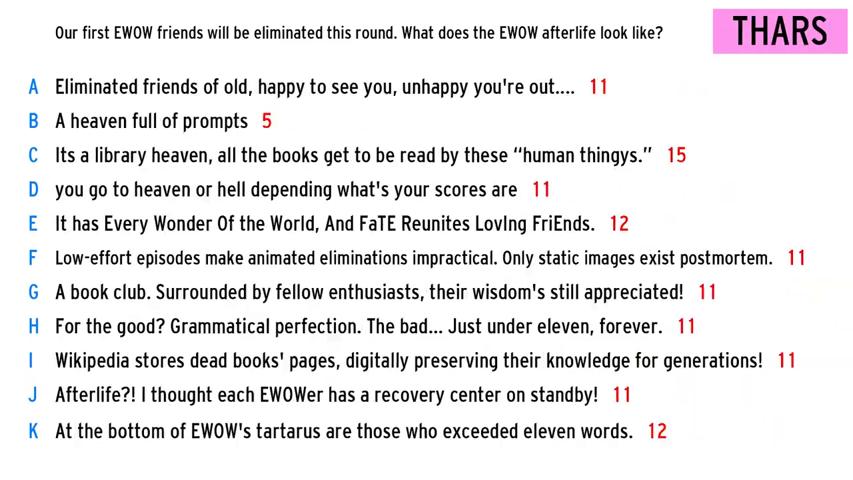 Our first EWOW friends will be eliminated this round. What does the EWOW afterlife look like?
THARS
A Eliminated friends of old, happy to see you, unhappy you're out.... 11
B A heaven full of prompts 5
C Its a library heaven, all the books get to be read by these “human thingys.” 15
D you go to heaven or hell depending what's your scores are 11
E It has Every Wonder Of the World, And FaTE Reunites LovIng FriEnds. 12
F Low-effort episodes make animated eliminations impractical. Only static images exist postmortem. 11
G A book club. Surrounded by fellow enthusiasts, their wisdom's still appreciated! 11
H For the good? Grammatical perfection. The bad... Just under eleven, forever. 11
I Wikipedia stores dead books' pages, digitally preserving their knowledge for generations! 11
J Afterlife?! I thought each EWOWer has a recovery center on standby! 11
K At the bottom of EWOW's tartarus are those who exceeded eleven words. 12